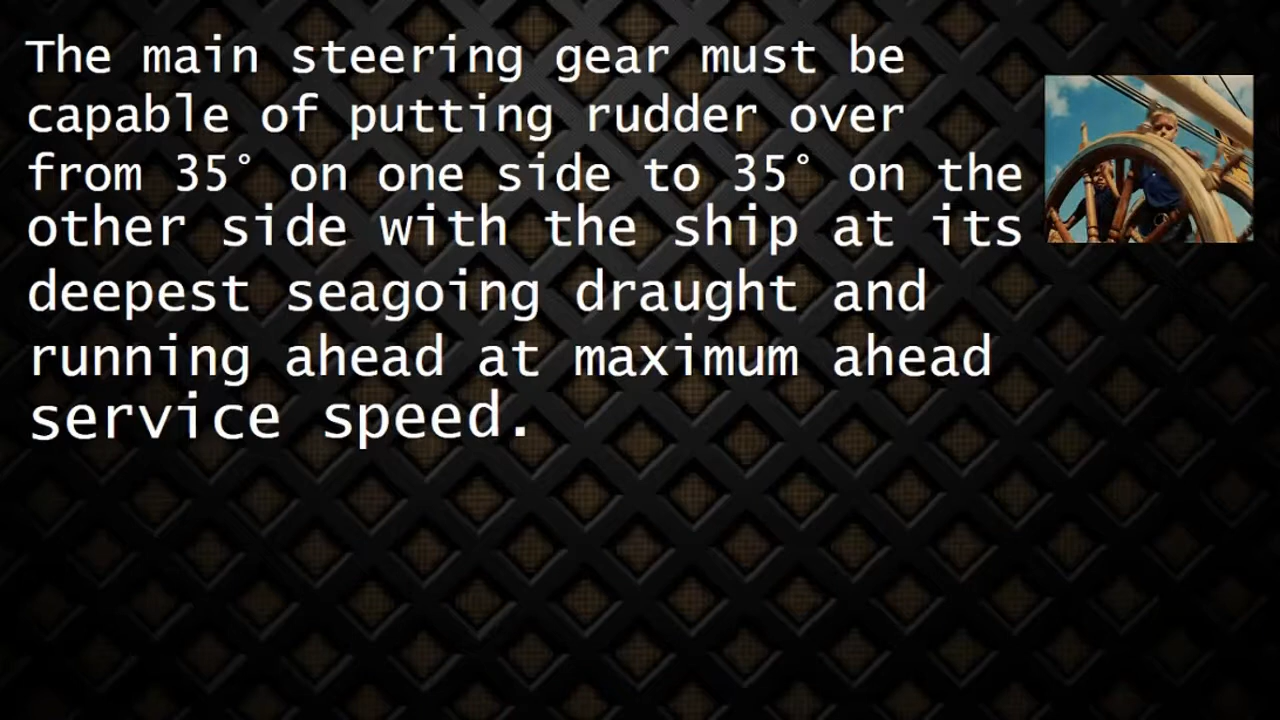 The main steering gear must be
capable of putting rudder over
from 35° on one side to 35° on the
other side with the ship at its
deepest seagoing draught and
running ahead at maximum ahead
service speed.